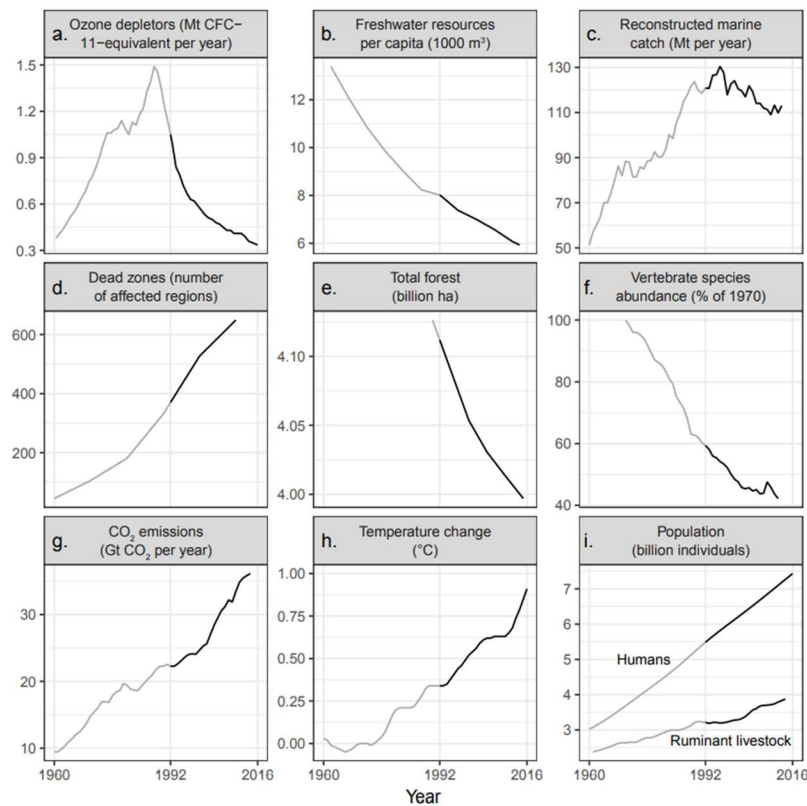 a.
Ozone depletors (Mt CFC−
11−equivalent per year)
1.5
1.2
0.9
0.6
0.3
b.
Freshwater resources
per capita (1000 m³)
12
10
8
6
c.
Reconstructed marine
catch (Mt per year)
130
110
90
70
50
d.
Dead zones (number
of affected regions)
600
400
200
e.
Total forest
(billion ha)
4.10
4.05
4.00
f.
Vertebrate species
abundance (% of 1970)
100
80
60
40
g.
CO₂ emissions
(Gt CO₂ per year)
30
20
10
1960
1992
2016
h.
Temperature change
(°C)
1.00
0.75
0.50
0.25
0.00
1960
1992
2016
i.
Population
(billion individuals)
7
6
5
4
3
Humans
Ruminant livestock
1960
1992
2016
Year